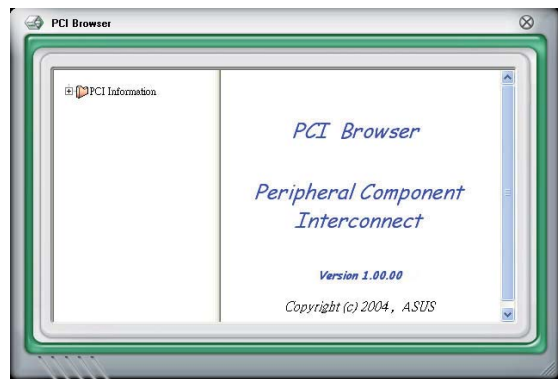 PCI Browser
PCI Information
PCI Browser
Peripheral Component
Interconnect
Version 1.00.00
Copyright (c) 2004, ASUS